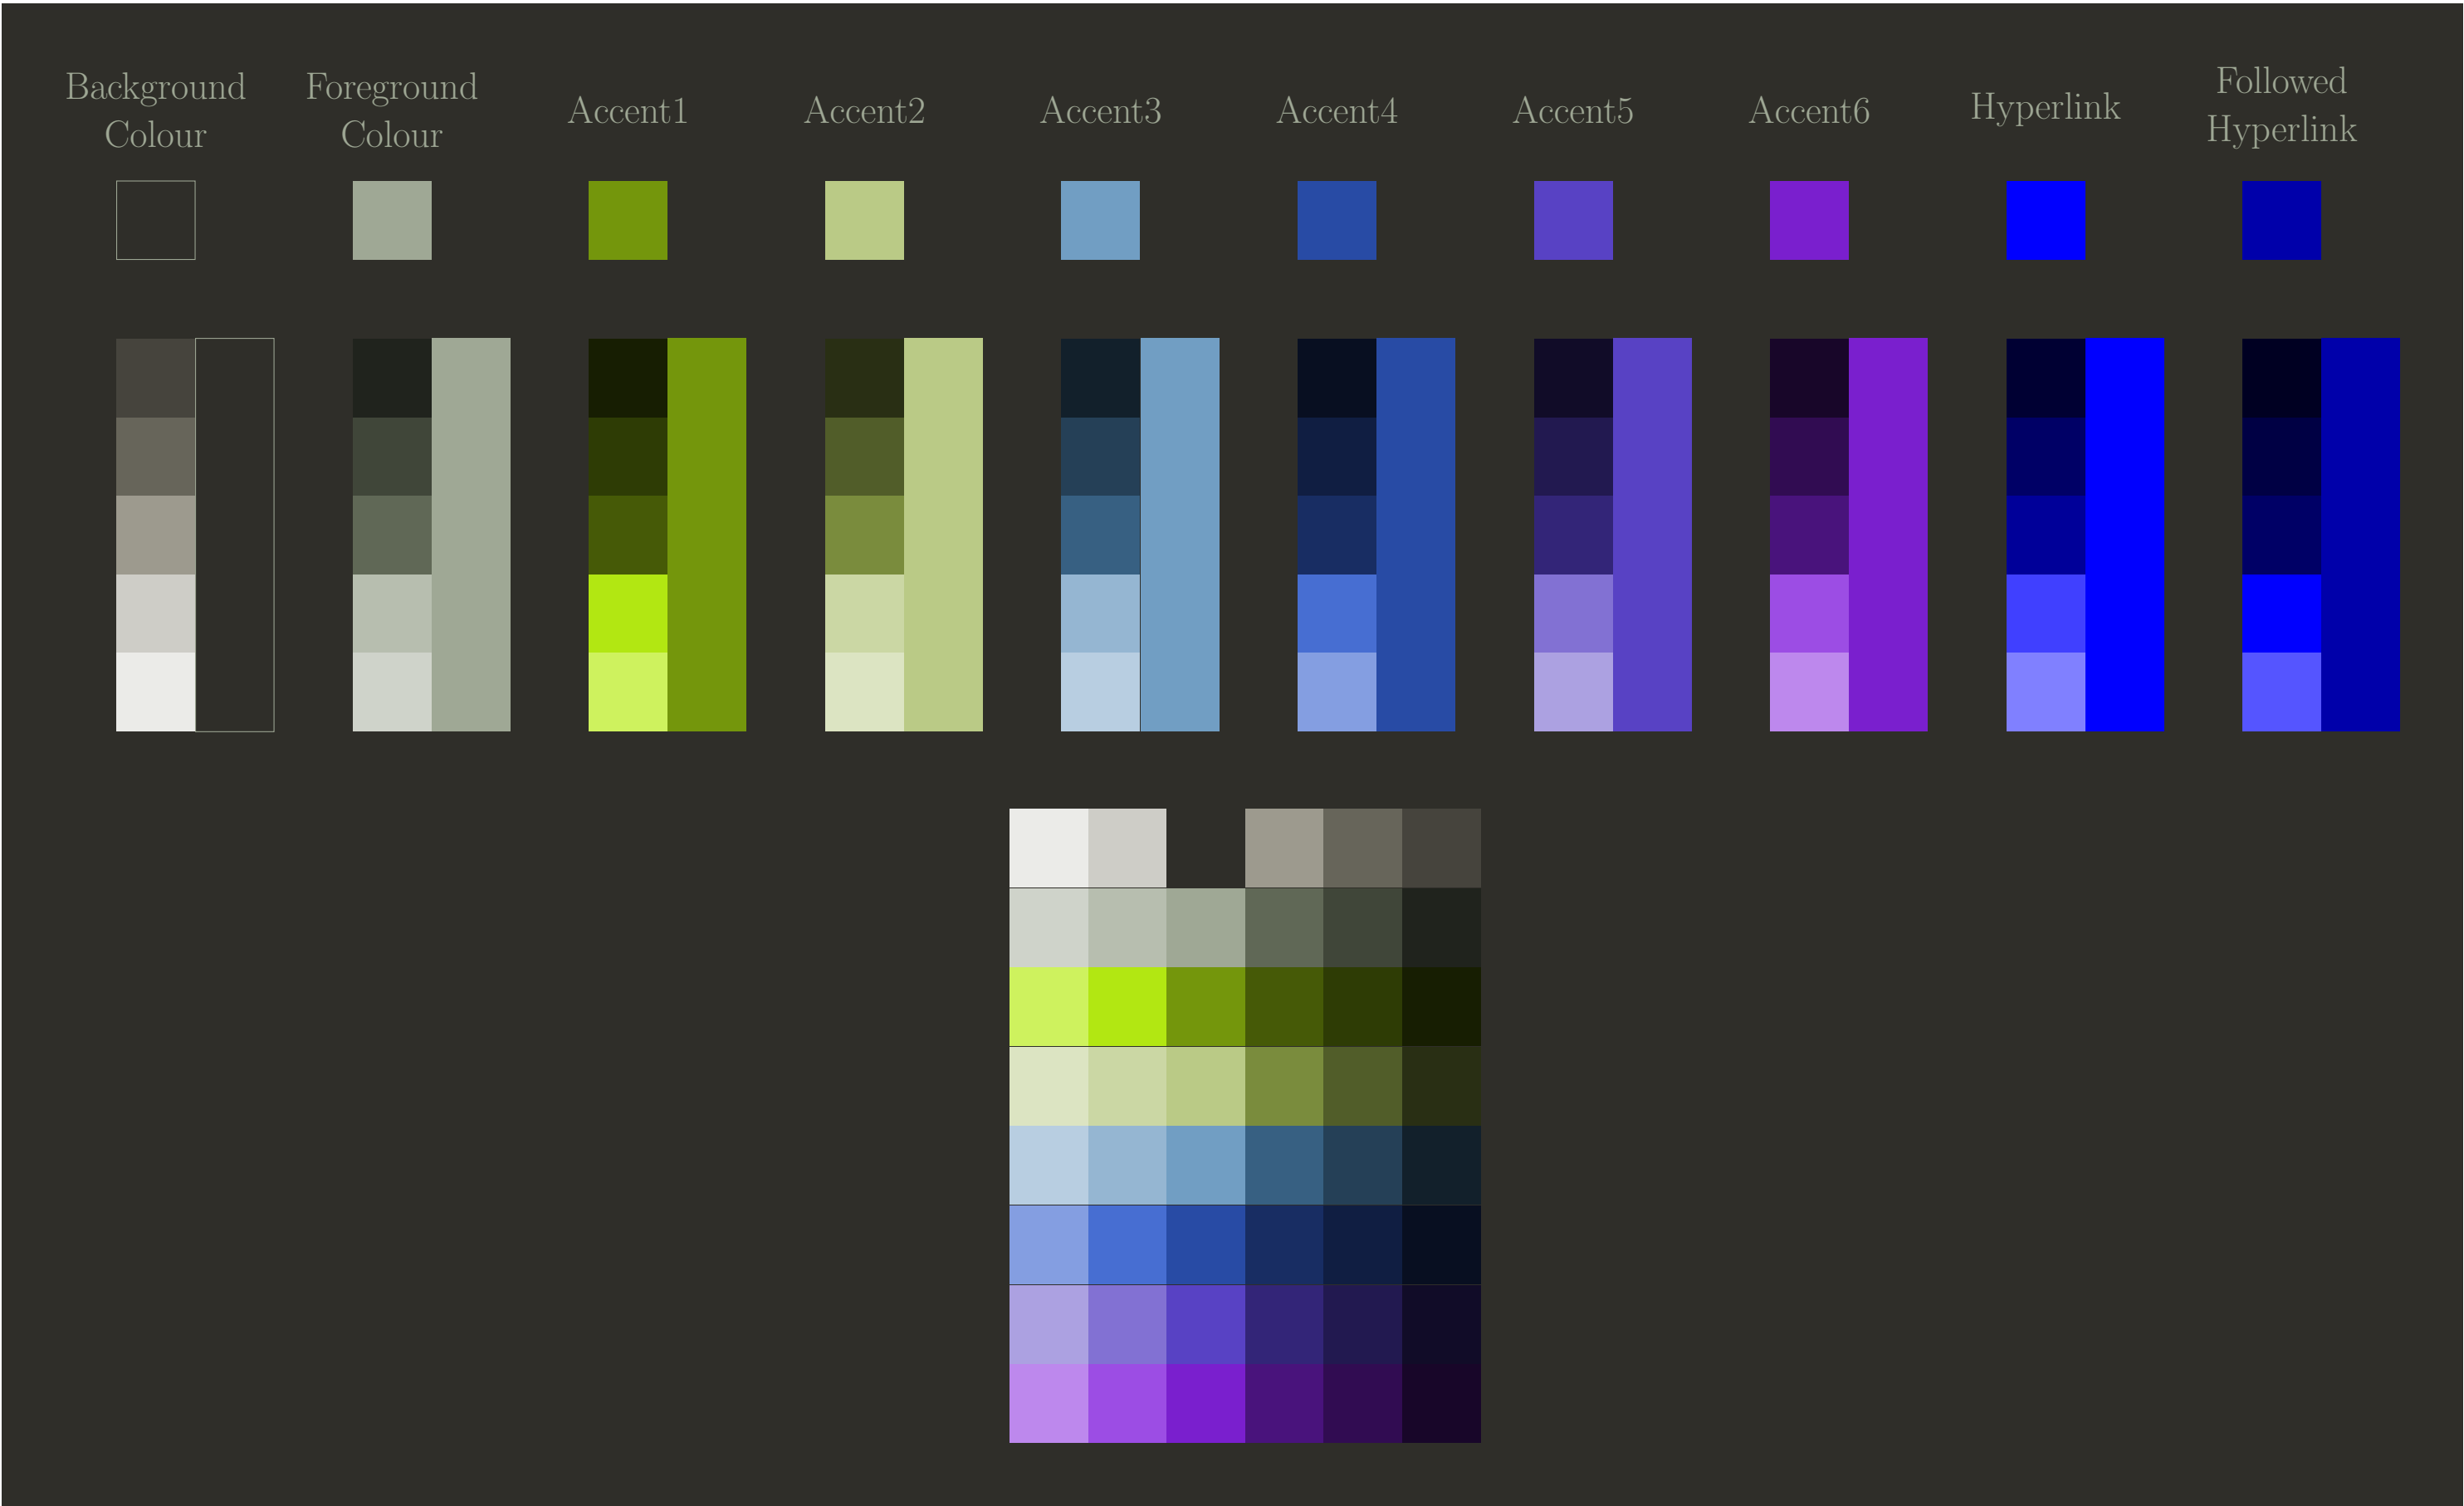 Background
Colour
Foreground
Colour
Accent1
Accent2
Accent3
Accent4
Accent5
Accent6
Hyperlink
Followed
Hyperlink